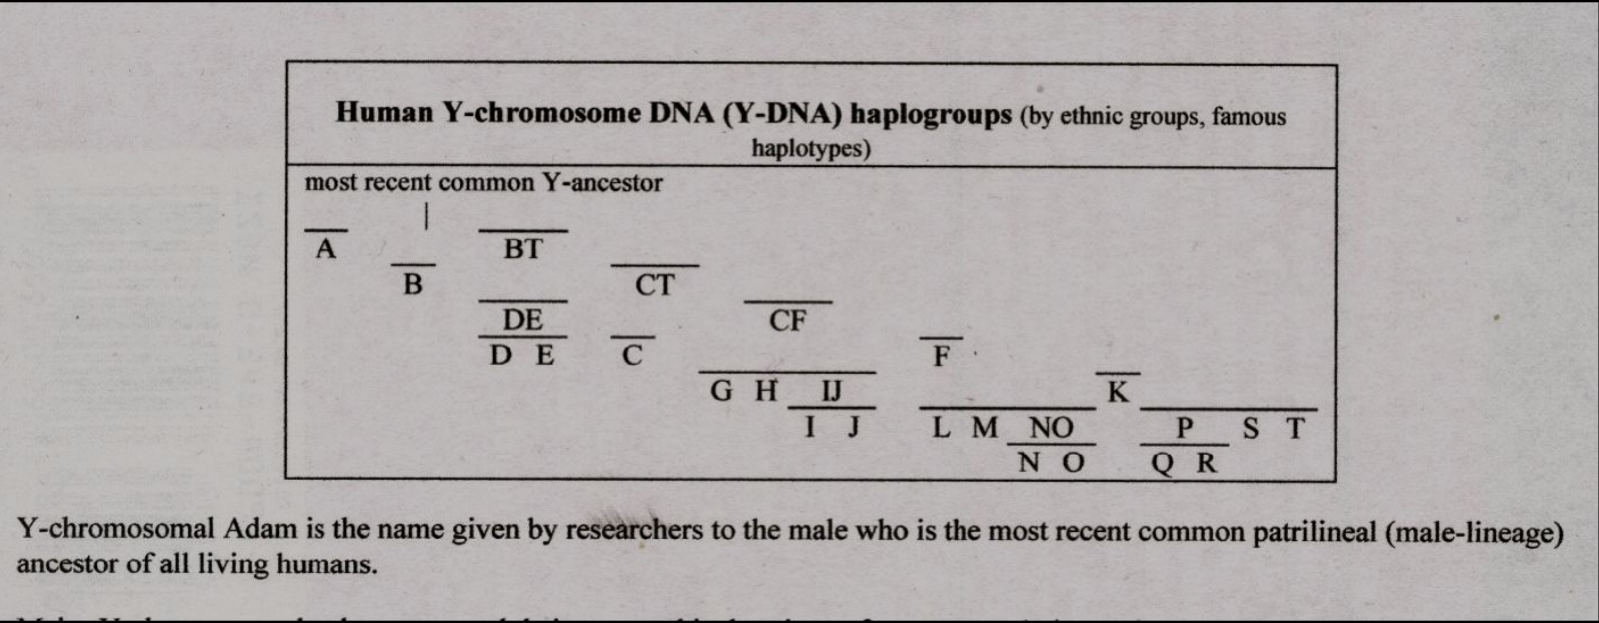 Human Y-chromosome DNA (Y-DNA) haplogroups (by ethnic groups, famous
haplotypes)
most recent common Y-ancestor
A BT
B CT
DE CF
D E C F
G H IJ K
I J L M NO P S T
N O Q R
Y-chromosomal Adam is the name given by researchers to the male who is the most recent common patrilineal (male-lineage)
ancestor of all living humans.